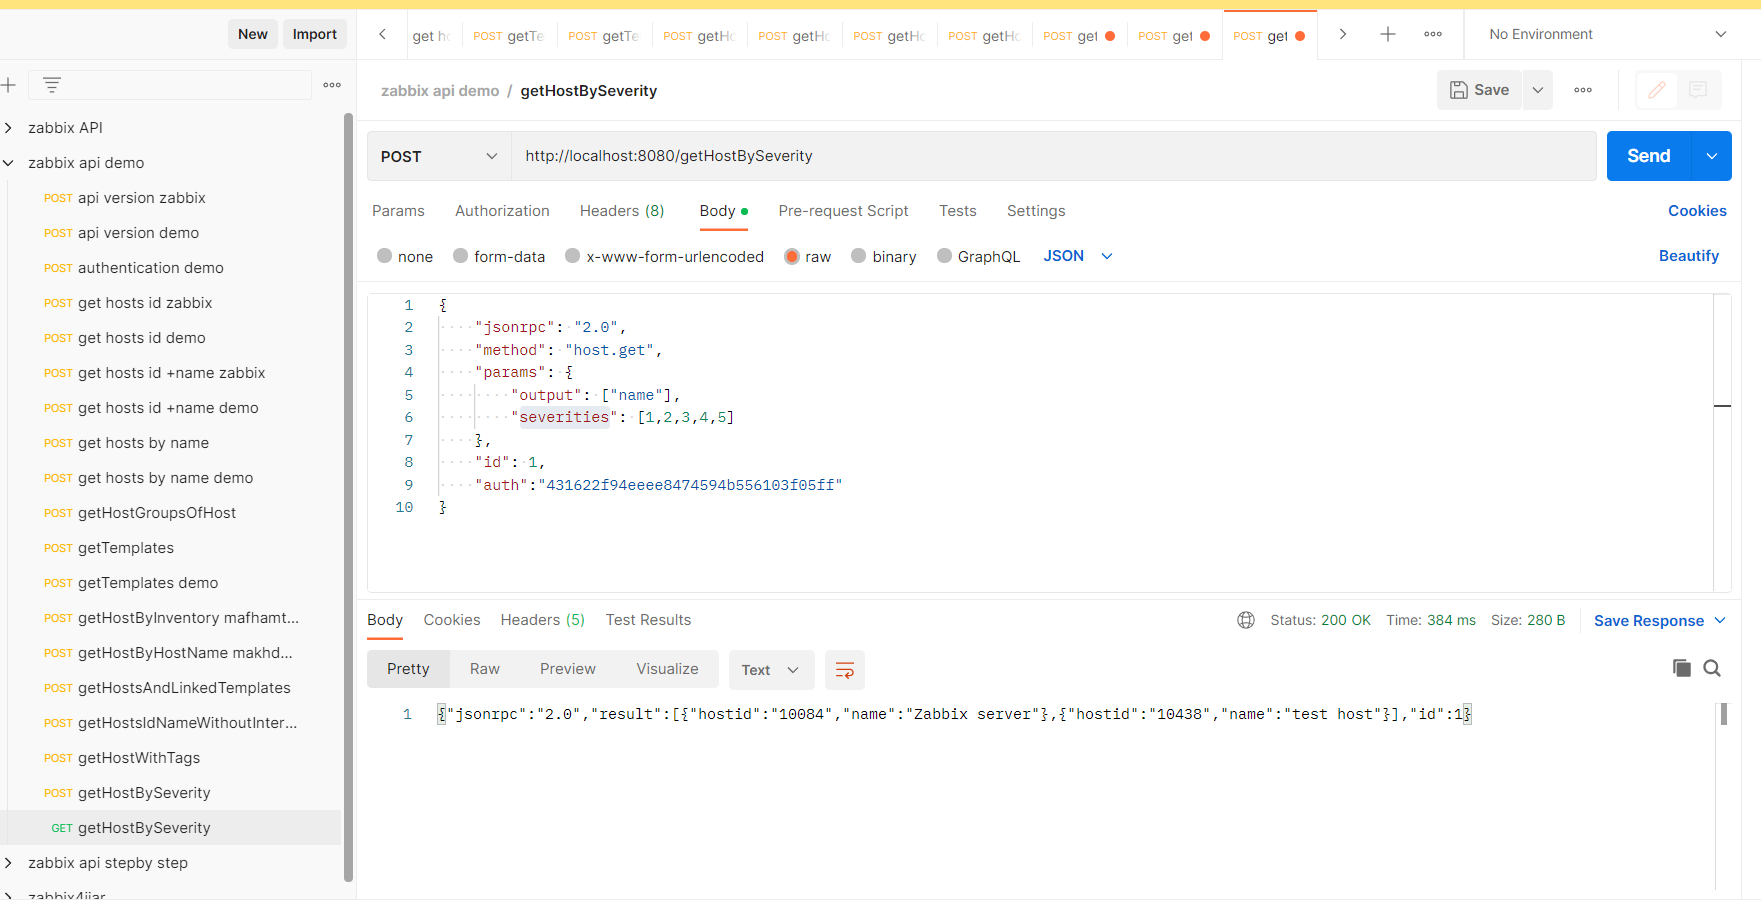 New Import
get ho POST getTe POST getTe POST getHo POST getHo POST getHo POST getHo POST get POST get POST get No Environment
zabbix api demo / getHostBySeverity Save
zabbix API
zabbix api demo
POST api version zabbix
POST api version demo
POST authentication demo
POST get hosts id zabbix
POST get hosts id demo
POST get hosts id +name zabbix
POST get hosts id +name demo
POST get hosts by name
POST get hosts by name demo
POST getHostGroupsOfHost
POST getTemplates
POST getTemplates demo
POST getHostByInventory mafhamt...
POST getHostByHostName makhd...
POST getHostsAndLinkedTemplates
POST getHostsIdNameWithoutInter...
POST getHostWithTags
POST getHostBySeverity
GET getHostBySeverity
zabbix api stepby step
POST http://localhost:8080/getHostBySeverity Send
Params Authorization Headers (8) Body Pre-request Script Tests Settings Cookies
none form-data x-www-form-urlencoded raw binary GraphQL JSON Beautify
1 {
2 "jsonrpc": "2.0",
3 "method": "host.get",
4 "params": {
5 "output": ["name"],
6 "severities": [1,2,3,4,5]
7 },
8 "id": 1,
9 "auth":"431622f94eeee8474594b556103f05ff"
10 }
Body Cookies Headers (5) Test Results Status: 200 OK Time: 384 ms Size: 280 B Save Response
Pretty Raw Preview Visualize Text
1 {"jsonrpc":"2.0","result":[{"hostid":"10084","name":"Zabbix server"},{"hostid":"10438","name":"test host"}],"id":1}